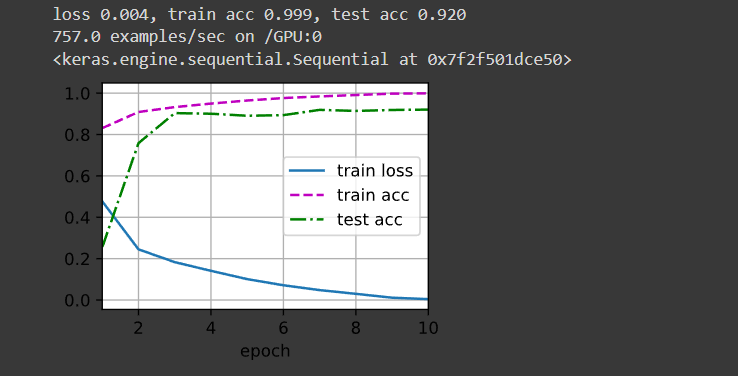 loss 0.004, train acc 0.999, test acc 0.920
757.0 examples/sec on /GPU:0
<keras.engine.sequential.Sequential at 0x7f2f501dce50>
1.0
0.8
0.6
0.4
0.2
0.0
train loss
train acc
test acc
2 4 6 8 10
epoch